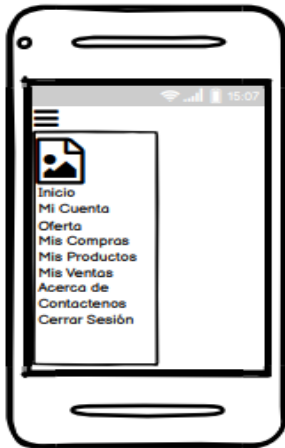 15:07
Inicio
Mi Cuenta
Oferta
Mis Compras
Mis Productos
Mis Ventas
Acerca de
Contactenos
Cerrar Sesión